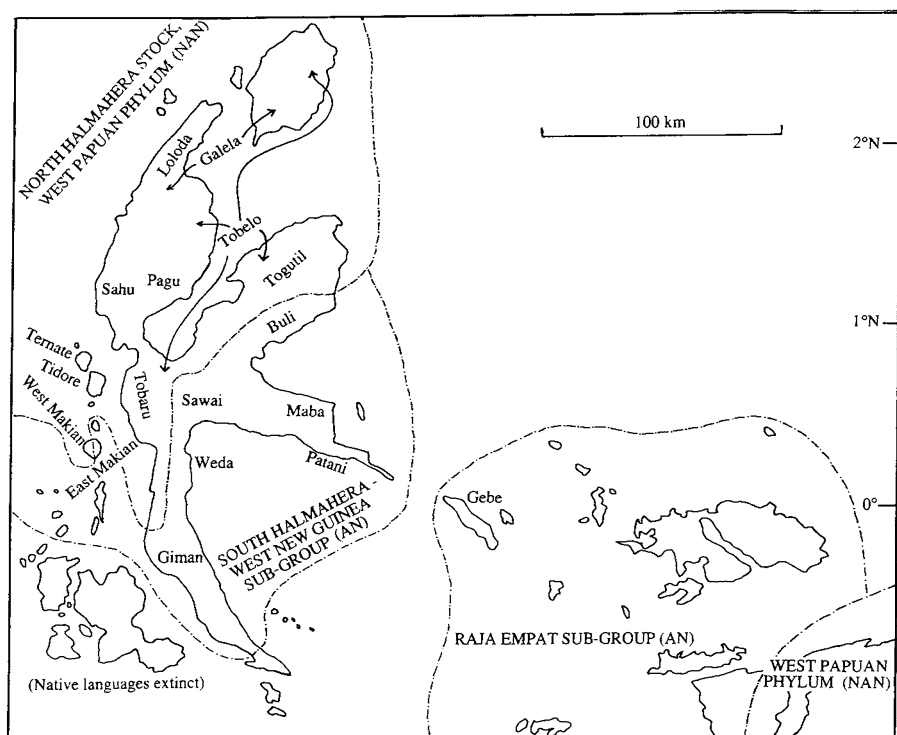 NORTH HALMAHERA STOCK,
WEST PAPUAN PHYLUM (NAN)
100 km
2°N
Loloda
Galela
Tobelo
Togutil
Sahu
Pagu
1°N
Buli
Ternate
Tidore
West Makian
Tobaru
Sawai
Maba
East Makian
Weda
Patani
Gebe
0°
SOUTH HALMAHERA -
WEST NEW GUINEA
SUB-GROUP (AN)
Giman
RAJA EMPAT SUB-GROUP (AN)
(Native languages extinct)
WEST PAPUAN
PHYLUM (NAN)